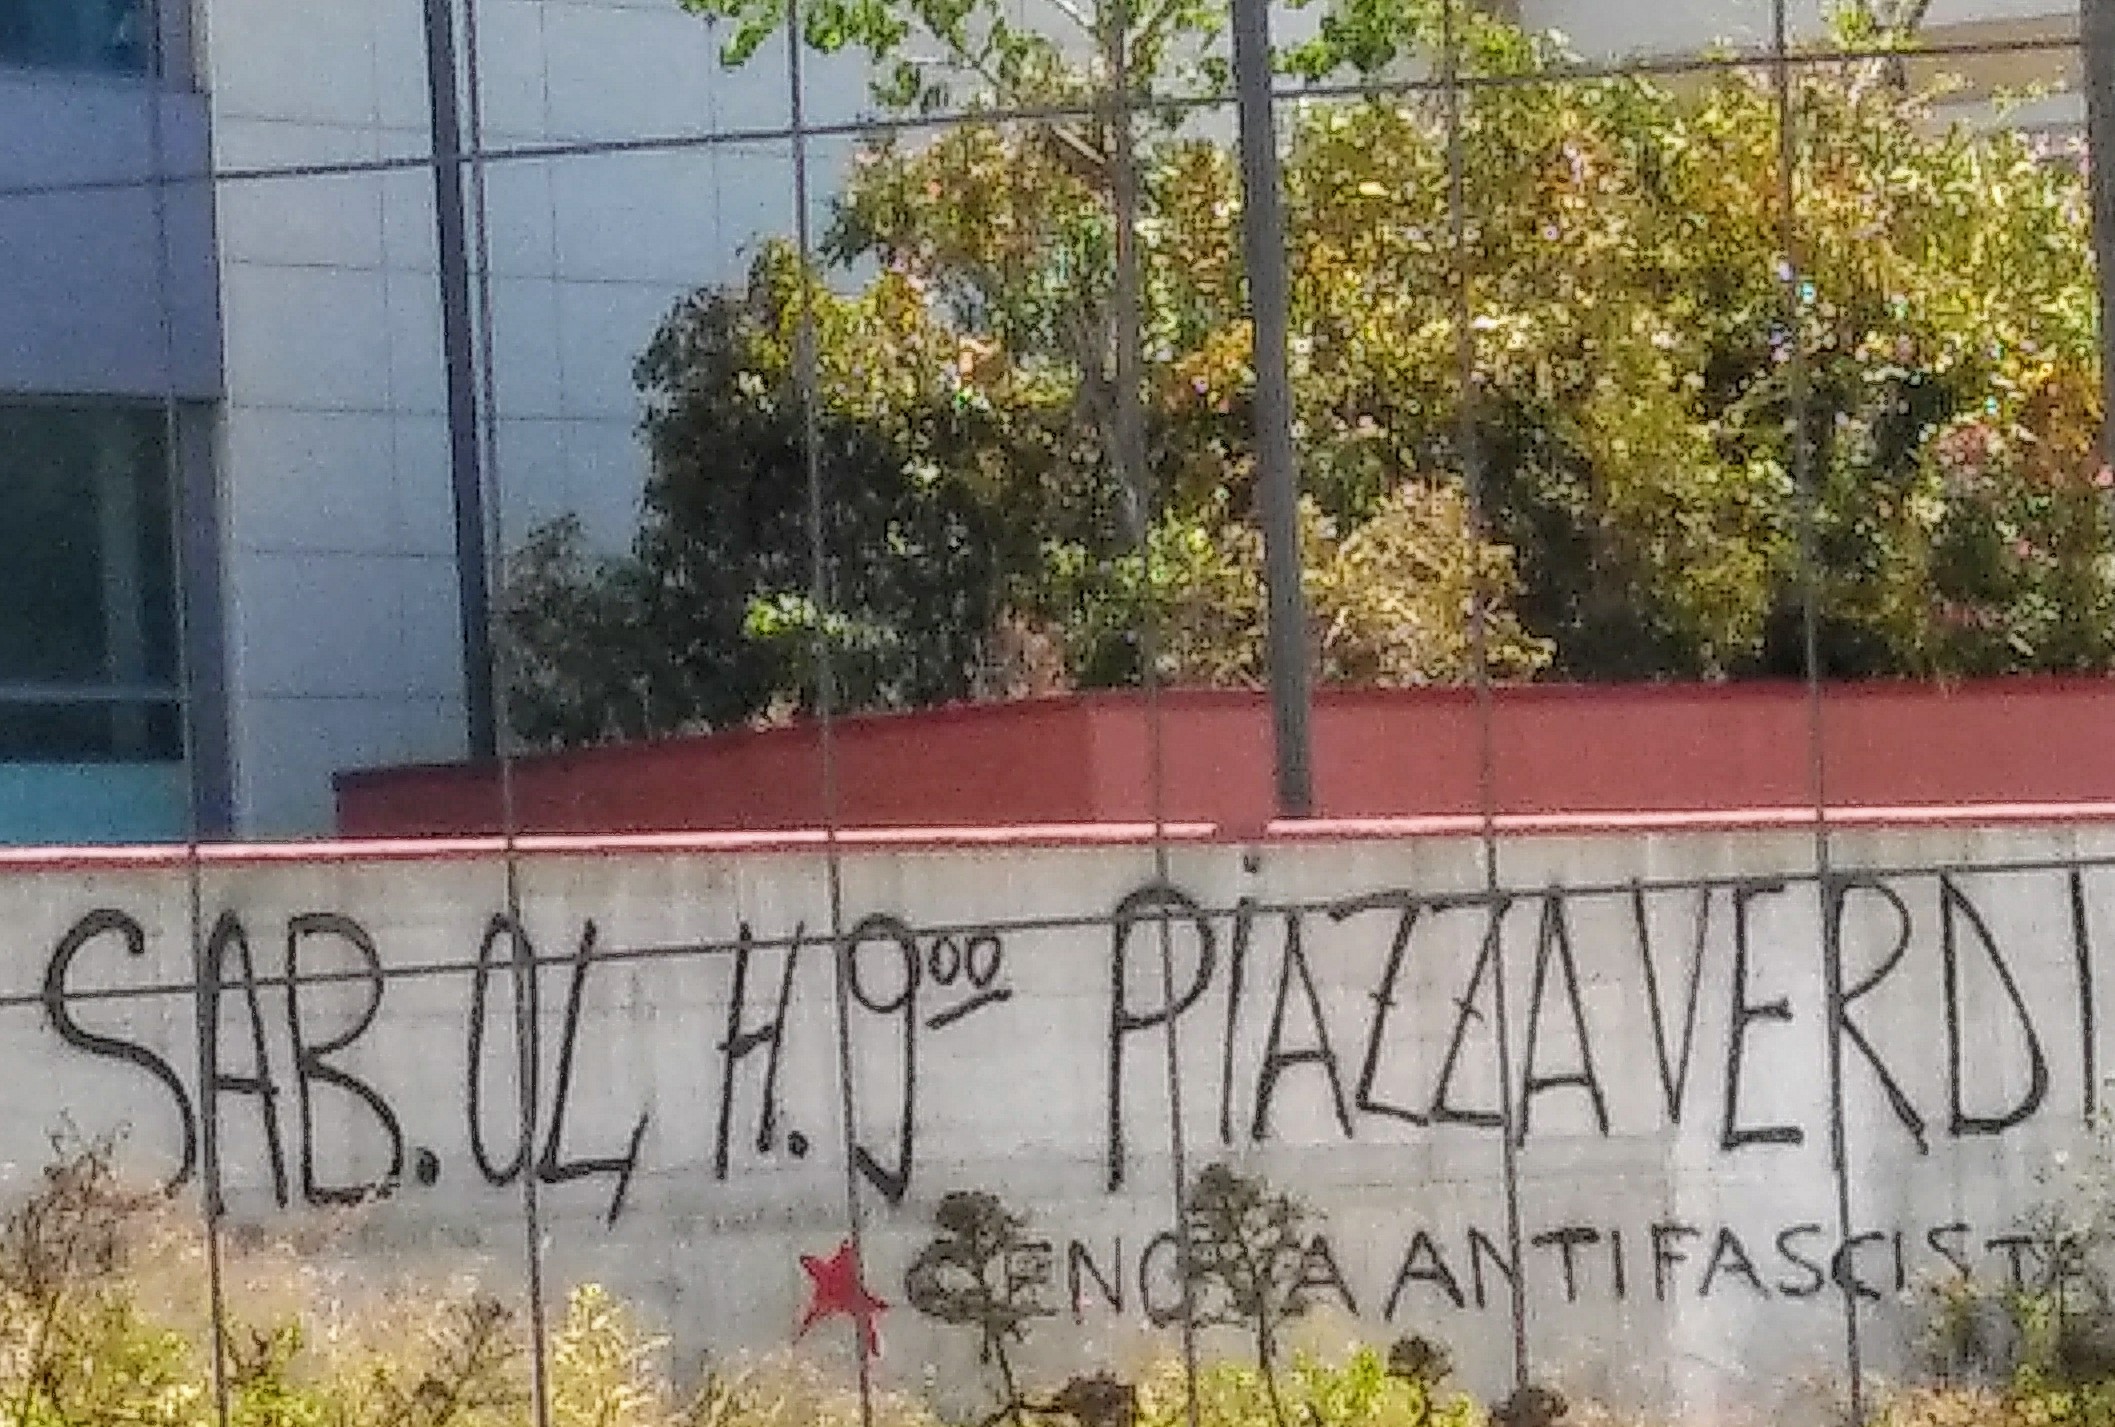 SAB. 04 H. 9⁰⁰ PIAZZA VERDI
GENOVA ANTIFASCISTA